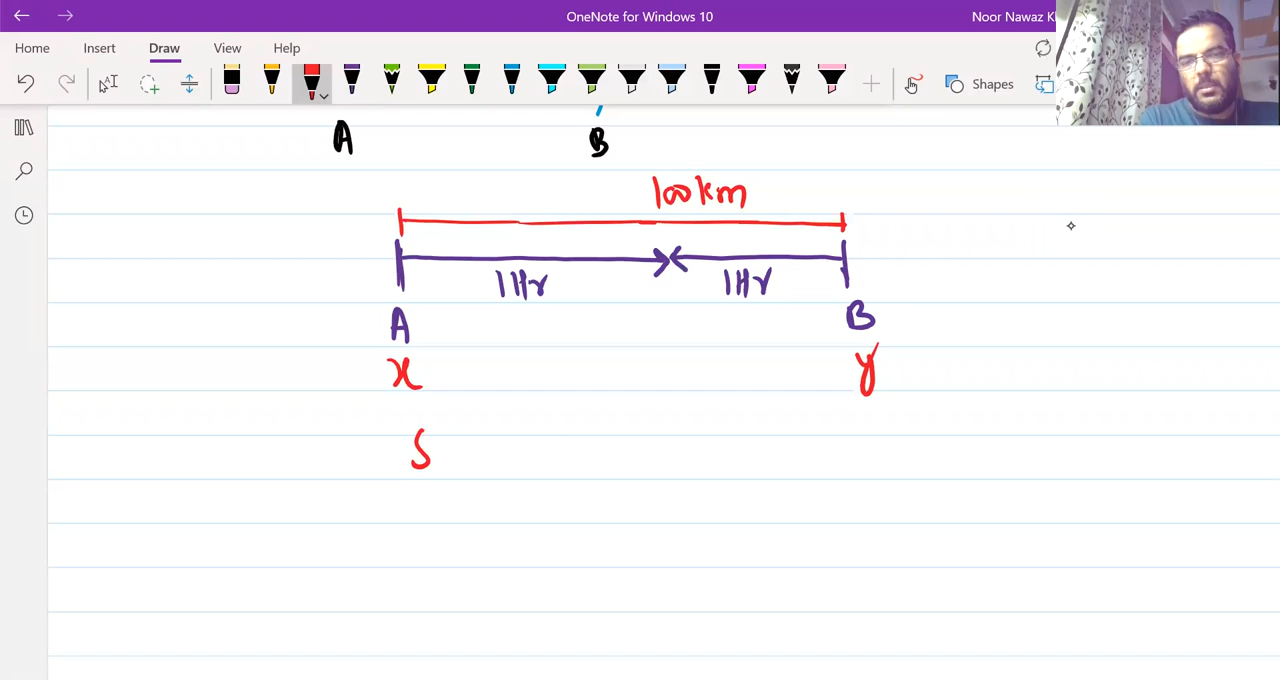 OneNote for Windows 10
Noor Nawaz
Home Insert Draw View Help
Shapes
A B
100km
1Hr 1Hr
A B
x y
S